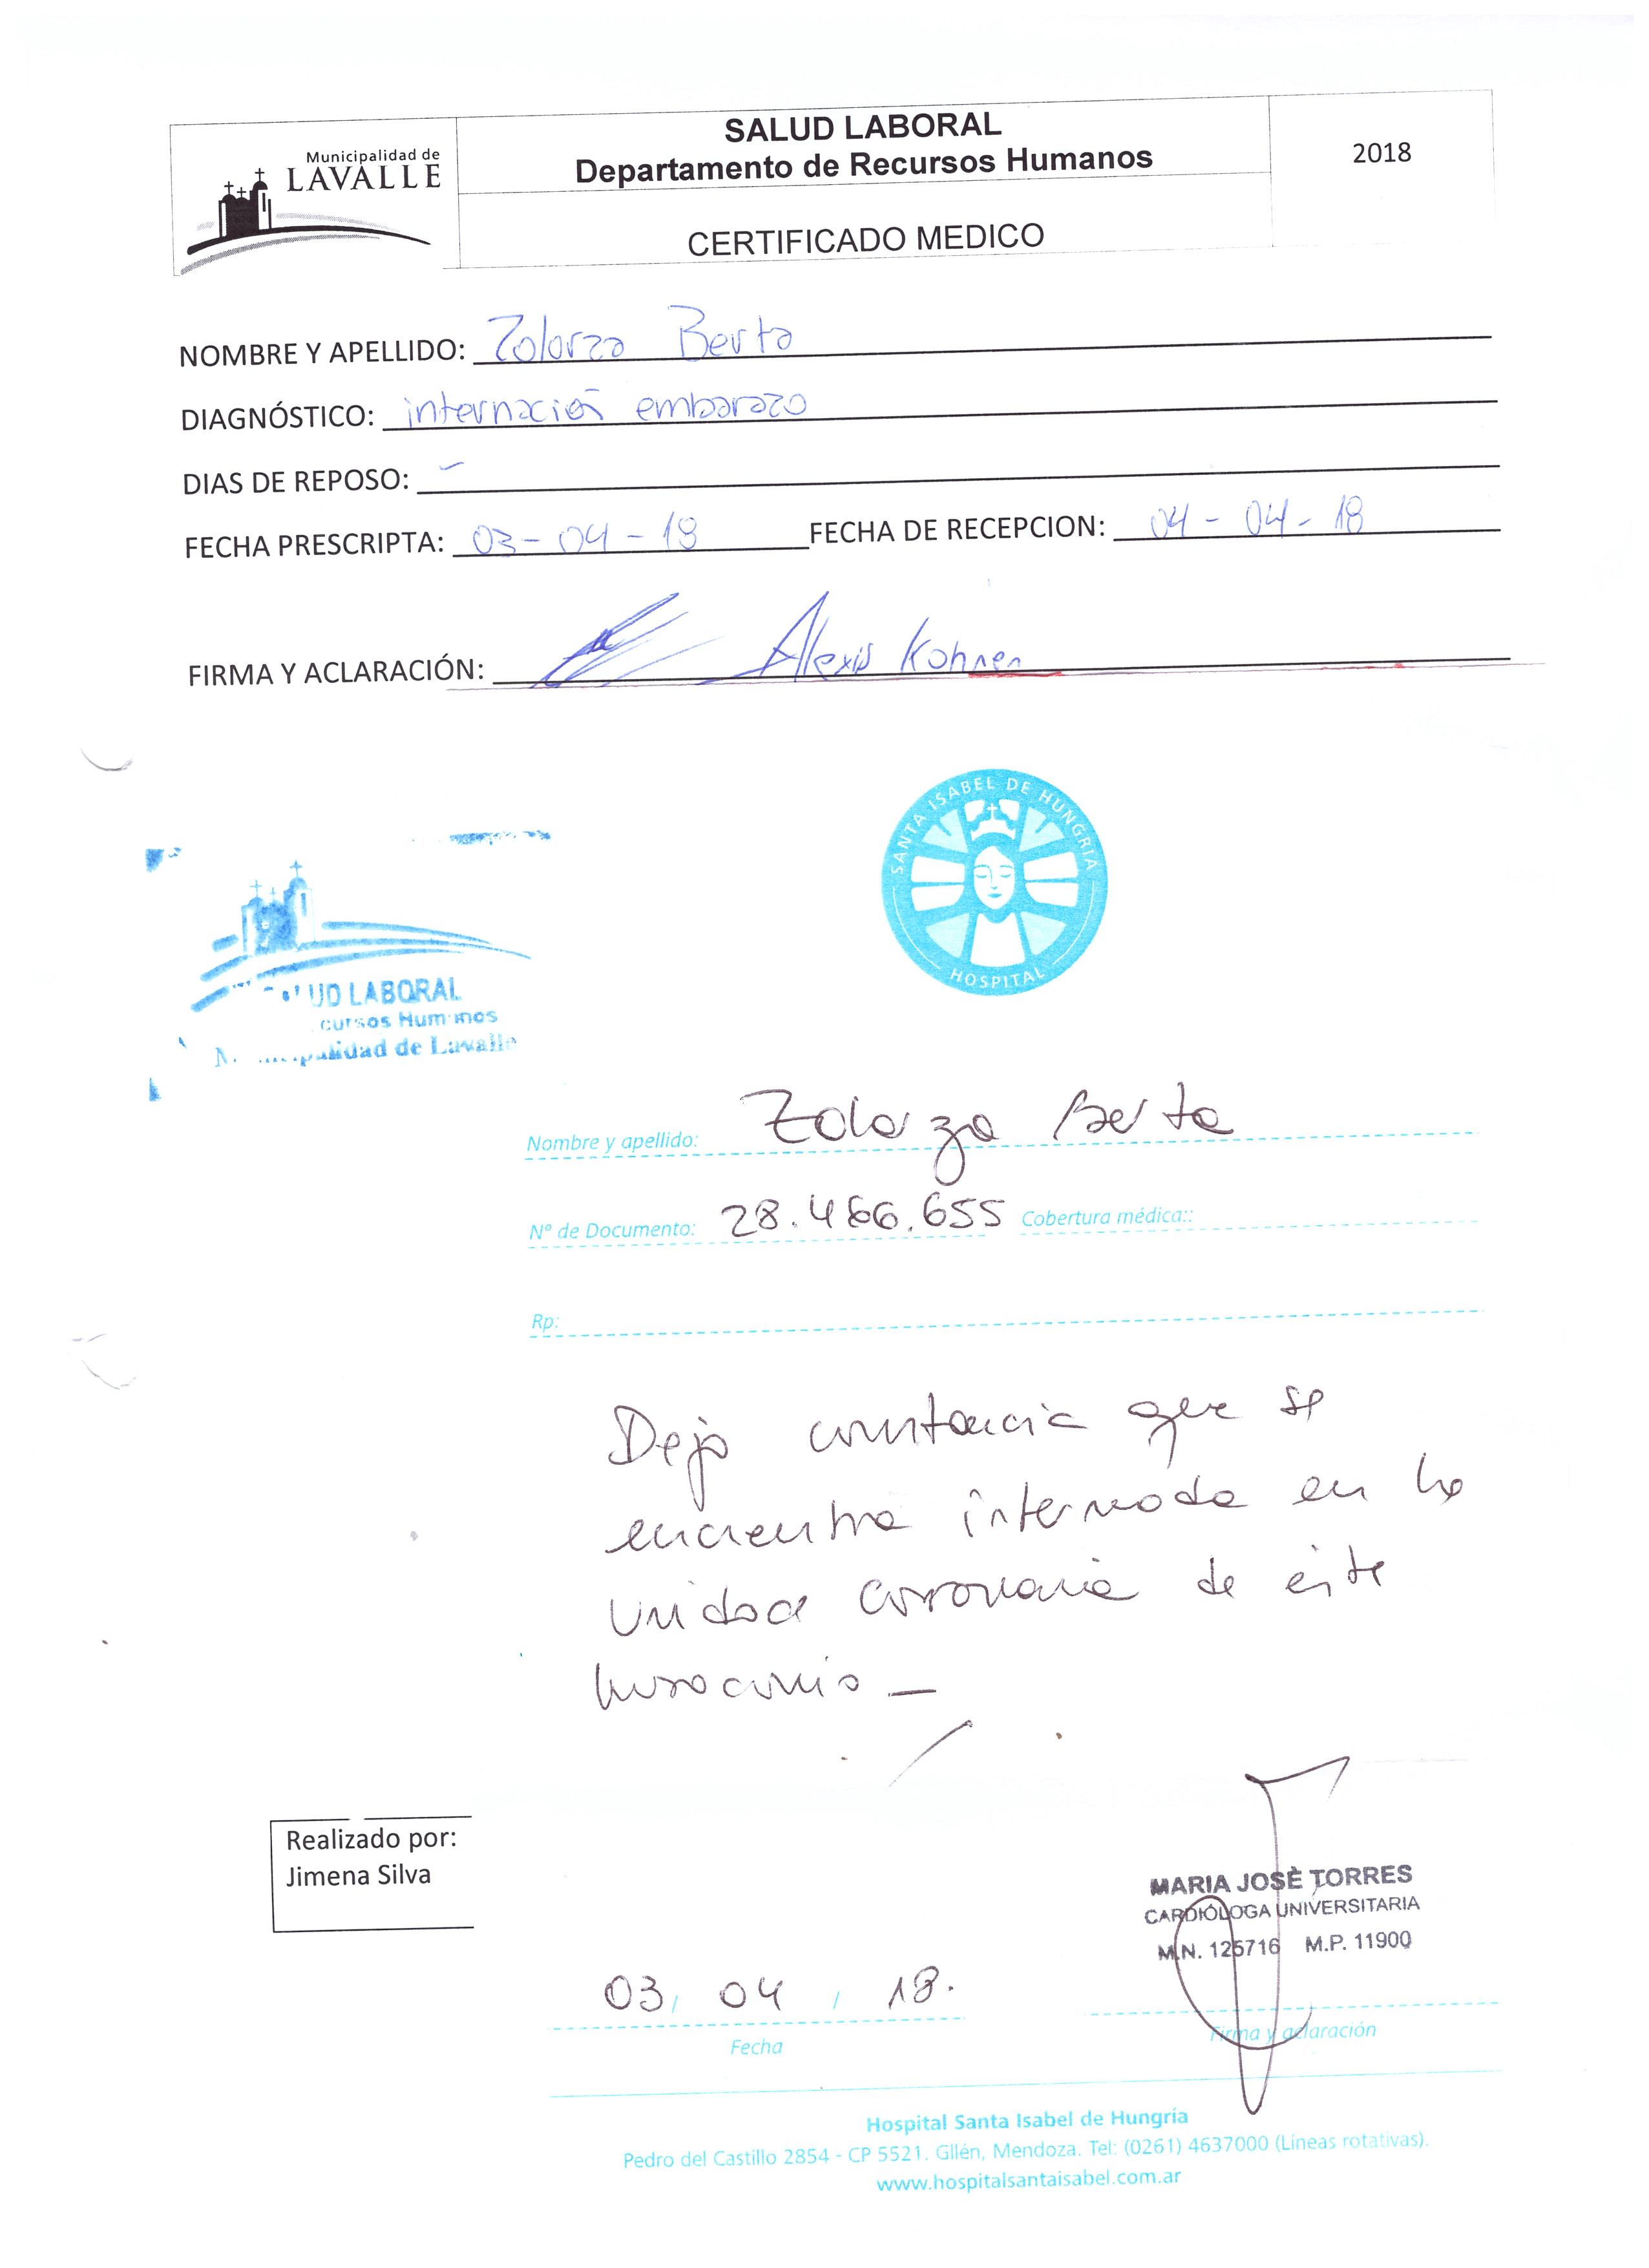 Municipalidad de
LAVALLE
SALUD LABORAL
Departamento de Recursos Humanos
CERTIFICADO MEDICO
2018
NOMBRE Y APELLIDO: Zolorza Berta
DIAGNÓSTICO: internación embarazo
DIAS DE REPOSO: -
FECHA PRESCRIPTA: 03-04-18 FECHA DE RECEPCION: 04-04-18
FIRMA Y ACLARACIÓN: Alexis Kohnen
SANTA ISABEL DE HUNGRIA
HOSPITAL
UD LABORAL
cursos Humanos
Municipalidad de Lavalle
Nombre y apellido: Zolorza Berta
Nº de Documento: 28.466.655 Cobertura médica::
Rp:
Dejo constancia que se
encuentra internada en la
unidad coronaria de este
nosocomio —
Realizado por:
Jimena Silva
MARIA JOSÈ TORRES
CARDIÓLOGA UNIVERSITARIA
M.N. 125716 M.P. 11900
03/ 04 / 18.
Fecha
Firma y aclaración
Hospital Santa Isabel de Hungría
Pedro del Castillo 2854 - CP 5521. Gllén, Mendoza. Tel: (0261) 4637000 (Líneas rotativas).
www.hospitalsantaisabel.com.ar